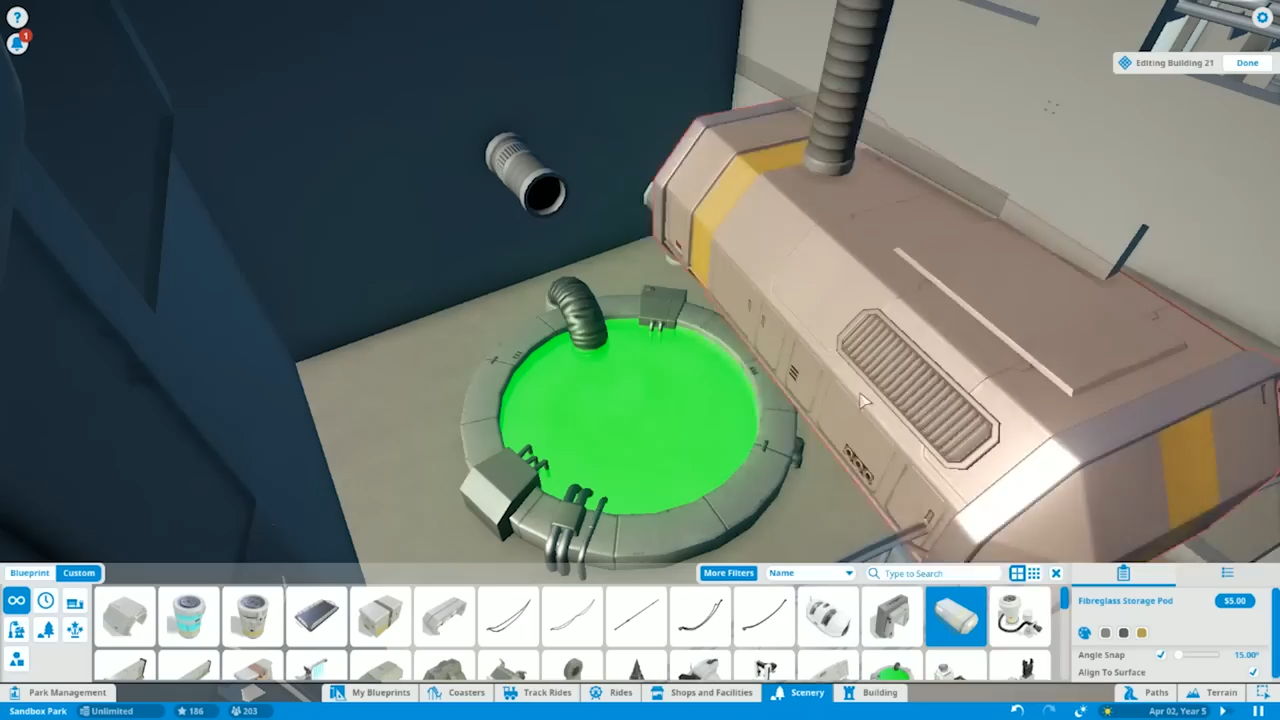 ?
1
Editing Building 21
Done
Blueprint
Custom
More Filters
Name
Type to Search
Fibreglass Storage Pod
$5.00
Angle Snap
15.00°
Align To Surface
Park Management
My Blueprints
Coasters
Track Rides
Rides
Shops and Facilities
Scenery
Building
Paths
Terrain
Sandbox Park
Unlimited
186
203
Apr 02, Year 5